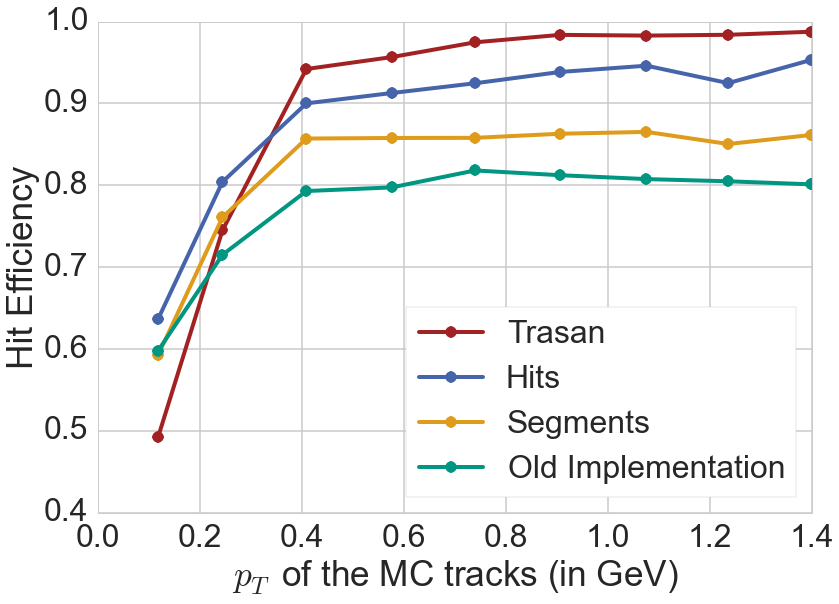 1.0
0.9
0.8
0.7
0.6
0.5
0.4
Hit Efficiency
Trasan
Hits
Segments
Old Implementation
0.0 0.2 0.4 0.6 0.8 1.0 1.2 1.4
p_T of the MC tracks (in GeV)